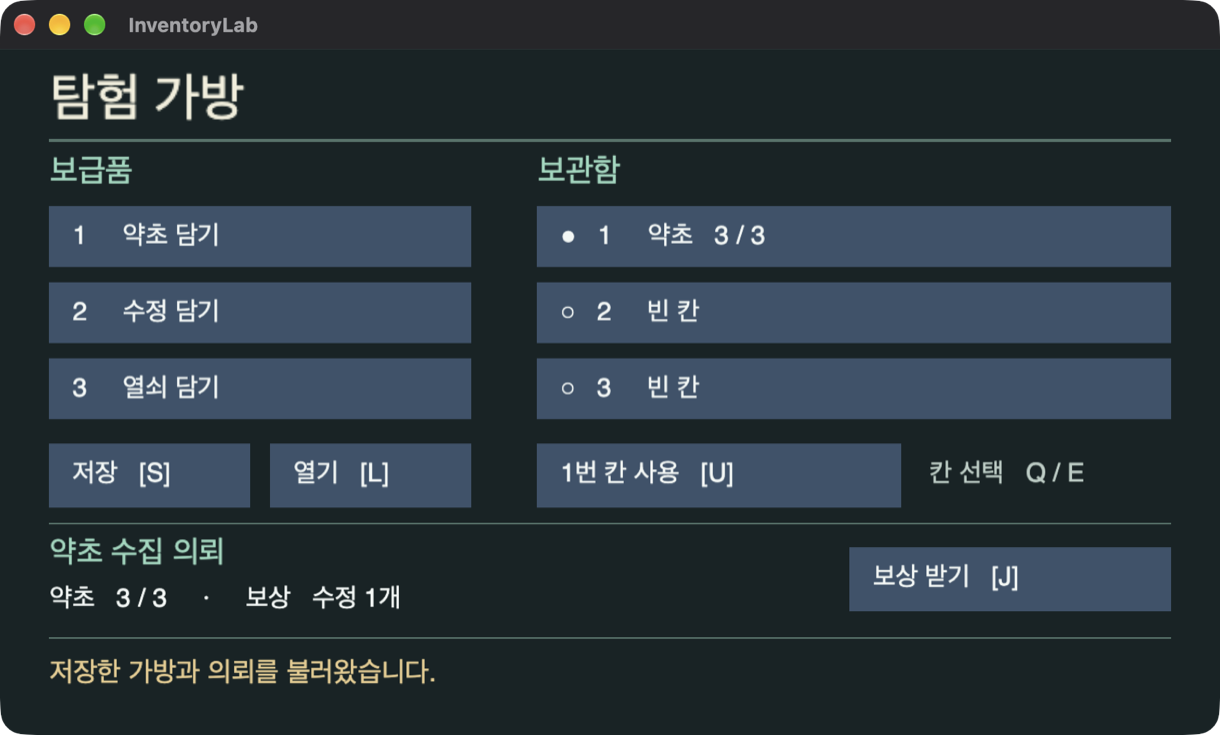 InventoryLab
탐험 가방
보급품
1 약초 담기
2 수정 담기
3 열쇠 담기
저장 [S] 열기 [L]
보관함
● 1 약초 3 / 3
○ 2 빈 칸
○ 3 빈 칸
1번 칸 사용 [U] 칸 선택 Q / E
약초 수집 의뢰
약초 3 / 3 · 보상 수정 1개
보상 받기 [J]
저장한 가방과 의뢰를 불러왔습니다.